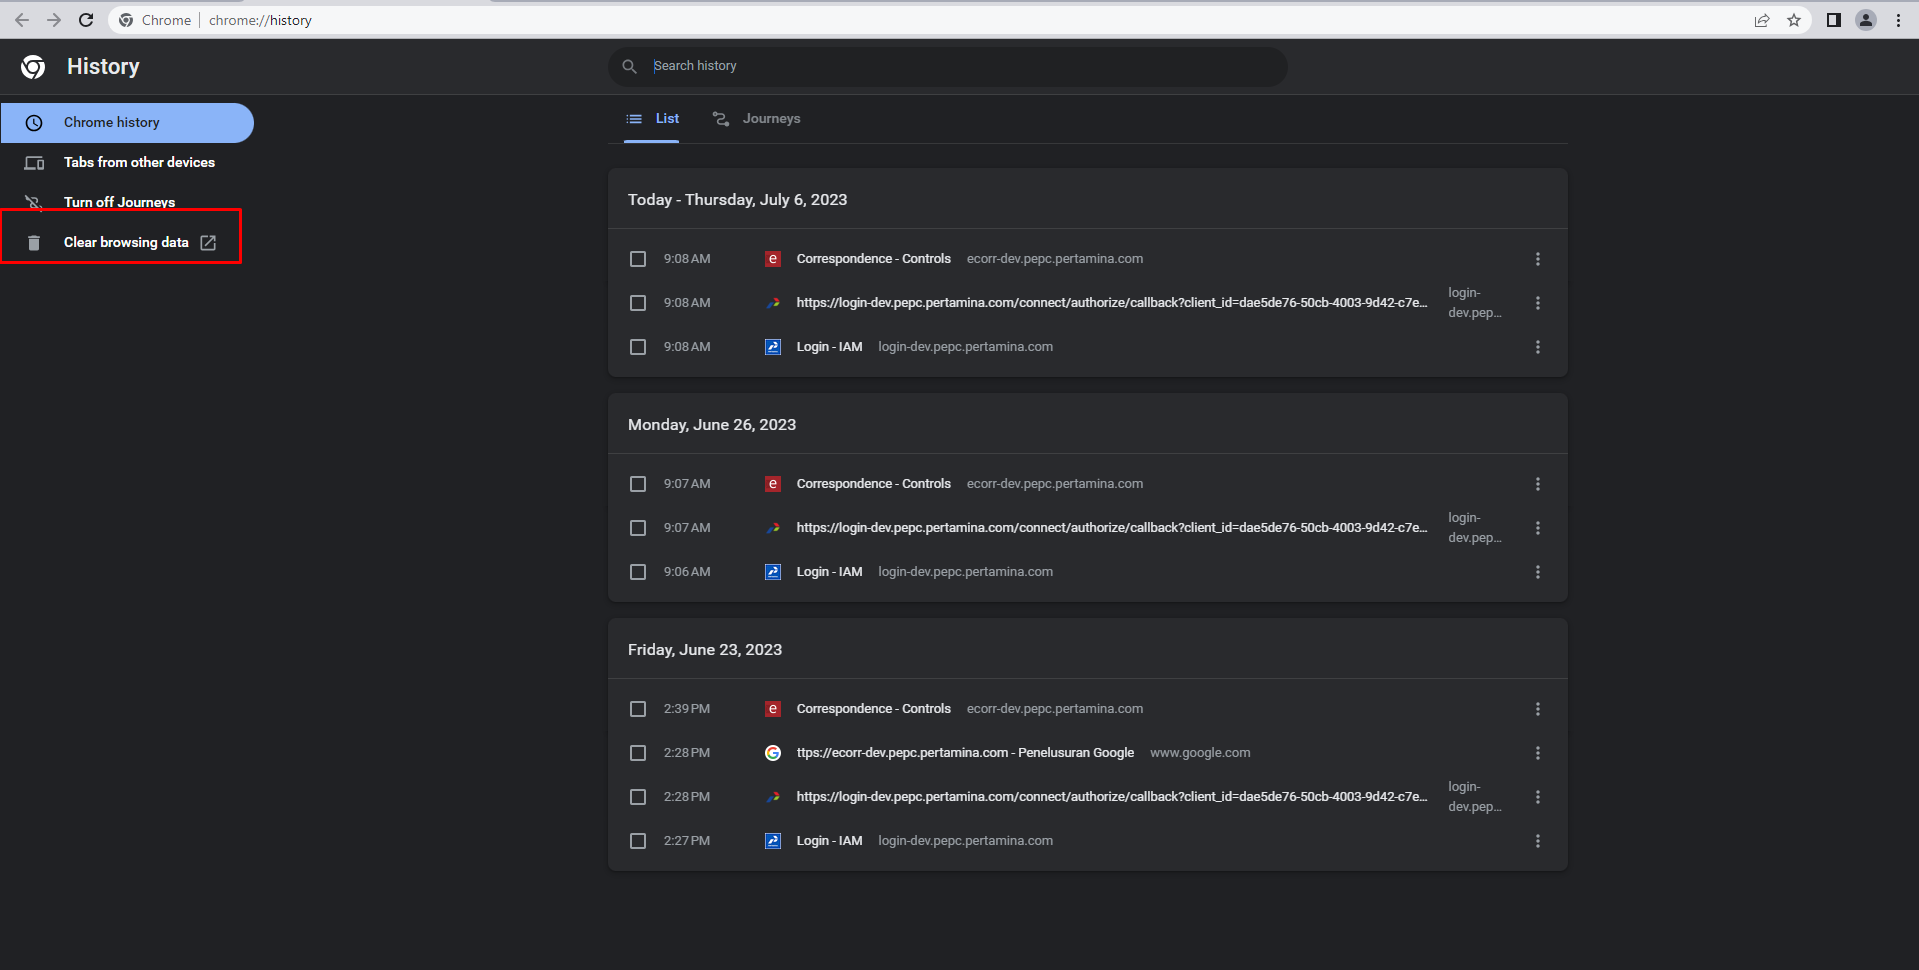 Chrome | chrome://history
History
Search history
Chrome history
Tabs from other devices
Turn off Journeys
Clear browsing data
List Journeys
Today - Thursday, July 6, 2023
9:08 AM e Correspondence - Controls ecorr-dev.pepc.pertamina.com
9:08 AM https://login-dev.pepc.pertamina.com/connect/authorize/callback?client_id=dae5de76-50cb-4003-9d42-c7e... login-
dev.pep...
9:08 AM Login - IAM login-dev.pepc.pertamina.com
Monday, June 26, 2023
9:07 AM e Correspondence - Controls ecorr-dev.pepc.pertamina.com
9:07 AM https://login-dev.pepc.pertamina.com/connect/authorize/callback?client_id=dae5de76-50cb-4003-9d42-c7e... login-
dev.pep...
9:06 AM Login - IAM login-dev.pepc.pertamina.com
Friday, June 23, 2023
2:39 PM e Correspondence - Controls ecorr-dev.pepc.pertamina.com
2:28 PM G ttps://ecorr-dev.pepc.pertamina.com - Penelusuran Google www.google.com
2:28 PM https://login-dev.pepc.pertamina.com/connect/authorize/callback?client_id=dae5de76-50cb-4003-9d42-c7e... login-
dev.pep...
2:27 PM Login - IAM login-dev.pepc.pertamina.com